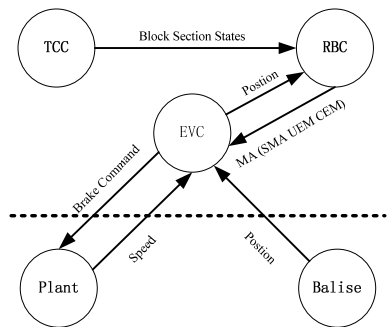 Block Section States
TCC
RBC
Postion
EVC
MA (SMA UEM CEM)
Brake Command
Speed
Postion
Plant
Balise